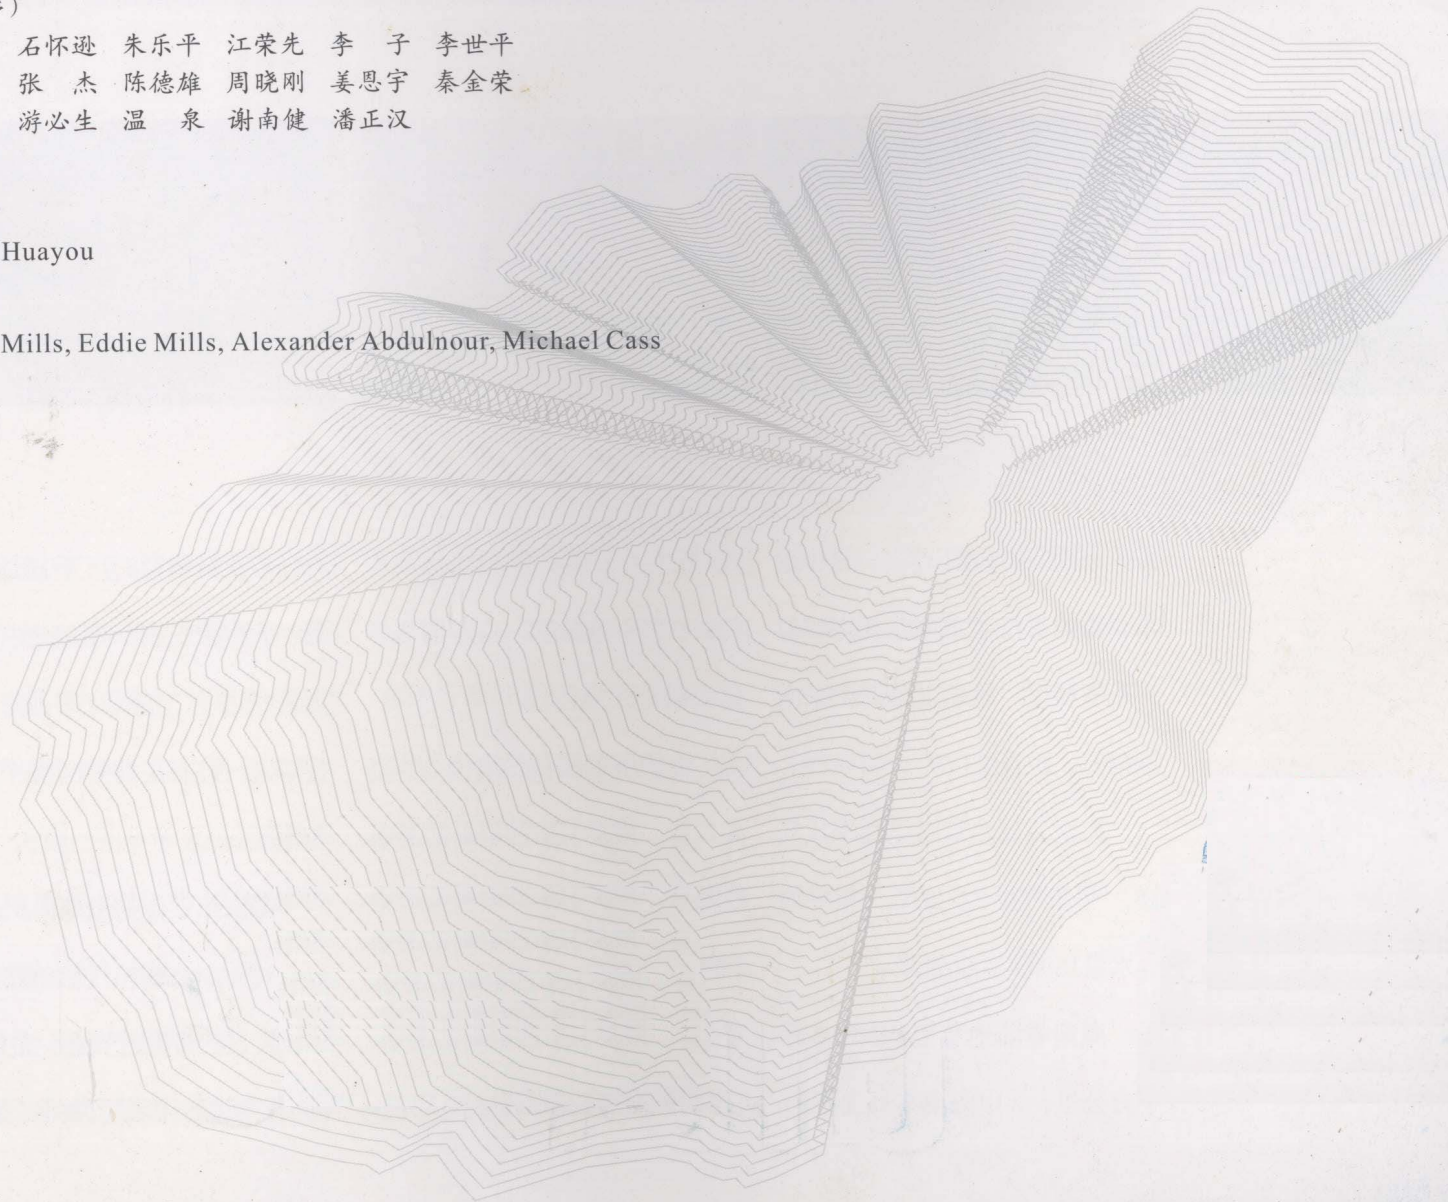 石怀逊 朱乐平 江荣先 李 子 李世平
张 杰 陈德雄 周晓刚 姜恩宇 秦金荣
游必生 温 泉 谢南健 潘正汉
Huayou
Mills, Eddie Mills, Alexander Abdulnour, Michael Cass